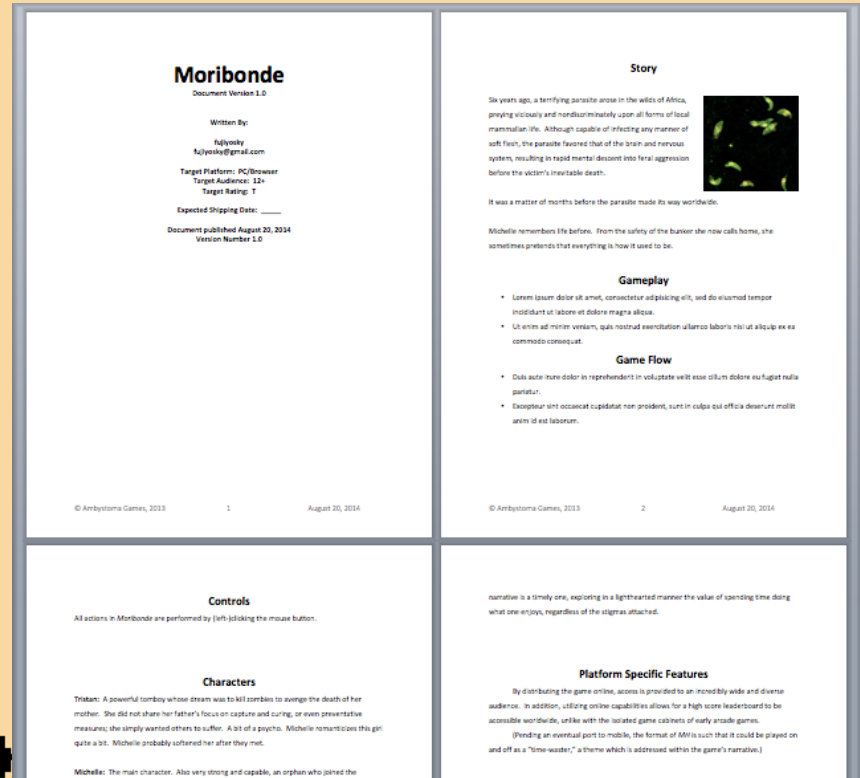 Moribonde
Document Version 1.0
Written By:
fujiyosky
fujiyosky@gmail.com
Target Platform: PC/Browser
Target Audience: 12+
Target Rating: T
Expected Shipping Date: _____
Document published August 20, 2014
Version Number 1.0
© Ambystoma Games, 2013 1 August 20, 2014
Story
Six years ago, a terrifying parasite arose in the wilds of Africa,
preying viciously and nondiscriminately upon all forms of local
mammalian life. Although capable of infecting any manner of
soft flesh, the parasite favored that of the brain and nervous
system, resulting in rapid mental descent into feral aggression
before the victim's inevitable death.
It was a matter of months before the parasite made its way worldwide.
Michelle remembers life before. From the safety of the bunker she now calls home, she
sometimes pretends that everything is how it used to be.
Gameplay
• Lorem ipsum dolor sit amet, consectetur adipisicing elit, sed do eiusmod tempor
incididunt ut labore et dolore magna aliqua.
• Ut enim ad minim veniam, quis nostrud exercitation ullamco laboris nisi ut aliquip ex ea
commodo consequat.
Game Flow
• Duis aute irure dolor in reprehenderit in voluptate velit esse cillum dolore eu fugiat nulla
pariatur.
• Excepteur sint occaecat cupidatat non proident, sunt in culpa qui officia deserunt mollit
anim id est laborum.
© Ambystoma Games, 2013 2 August 20, 2014
Controls
All actions in Moribonde are performed by (left-)clicking the mouse button.
Characters
Tristan: A powerful tomboy whose dream was to kill zombies to avenge the death of her
mother. She did not share her father's focus on capture and curing, or even preventative
measures; she simply wanted others to suffer. A bit of a psycho. Michelle romanticizes this girl
quite a bit. Michelle probably softened her after they met.
Michelle: The main character. Also very strong and capable, an orphan who joined the
narrative is a timely one, exploring in a lighthearted manner the value of spending time doing
what one enjoys, regardless of the stigmas attached.
Platform Specific Features
By distributing the game online, access is provided to an incredibly wide and diverse
audience. In addition, utilizing online capabilities allows for a high score leaderboard to be
accessible worldwide, unlike with the isolated game cabinets of early arcade games.
(Pending an eventual port to mobile, the format of MH is such that it could be played on
and off as a "time-waster," a theme which is addressed within the game's narrative.)